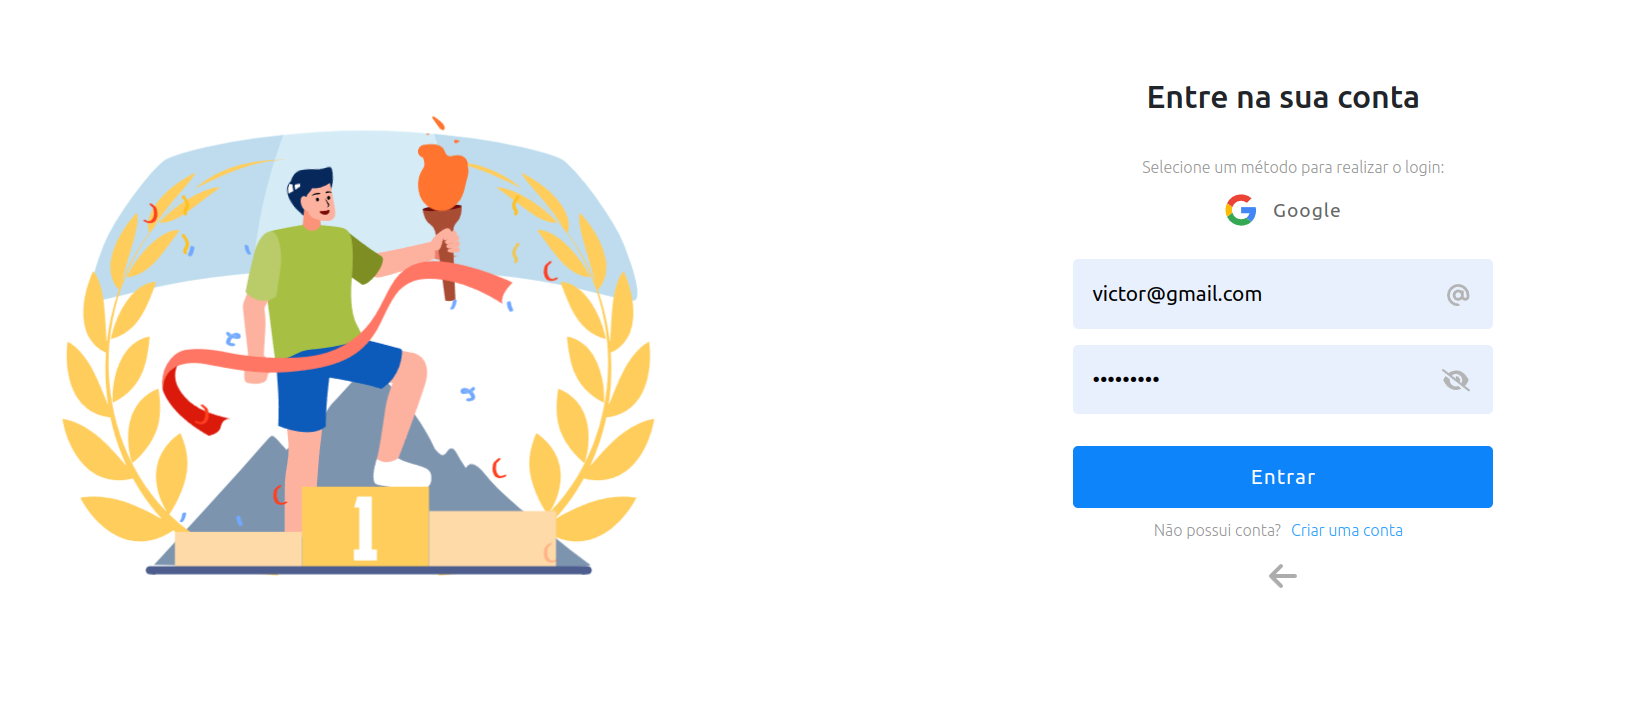 Entre na sua conta
Selecione um método para realizar o login:
Google
victor@gmail.com
•••••••••
Entrar
Não possui conta? Criar uma conta
1